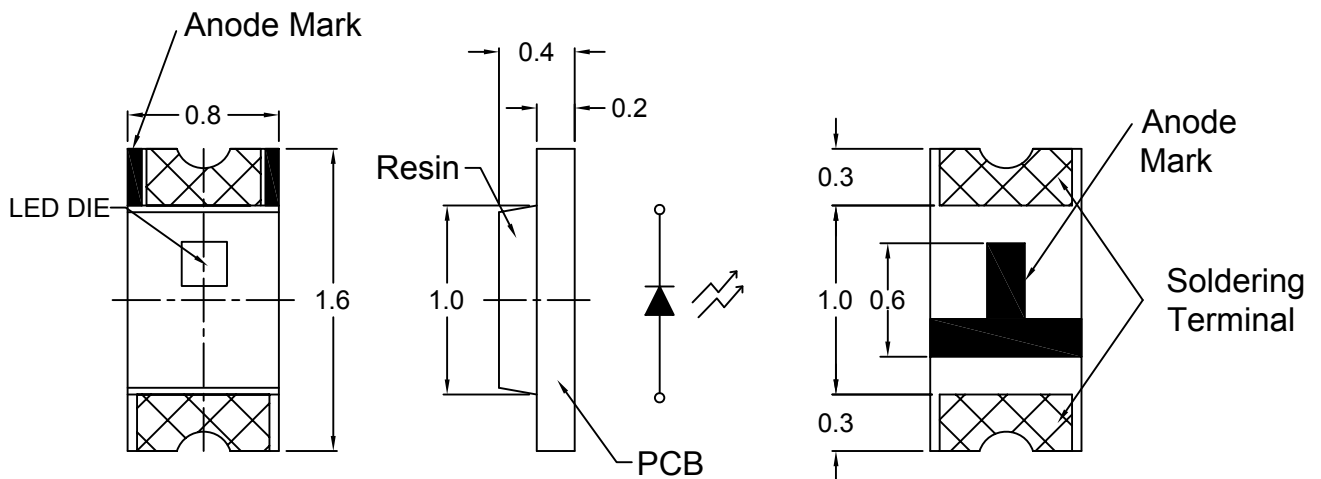 Anode Mark
0.8
LED DIE
1.6
0.4
0.2
Resin
1.0
PCB
Anode
Mark
0.3
1.0
0.6
Soldering
Terminal
0.3